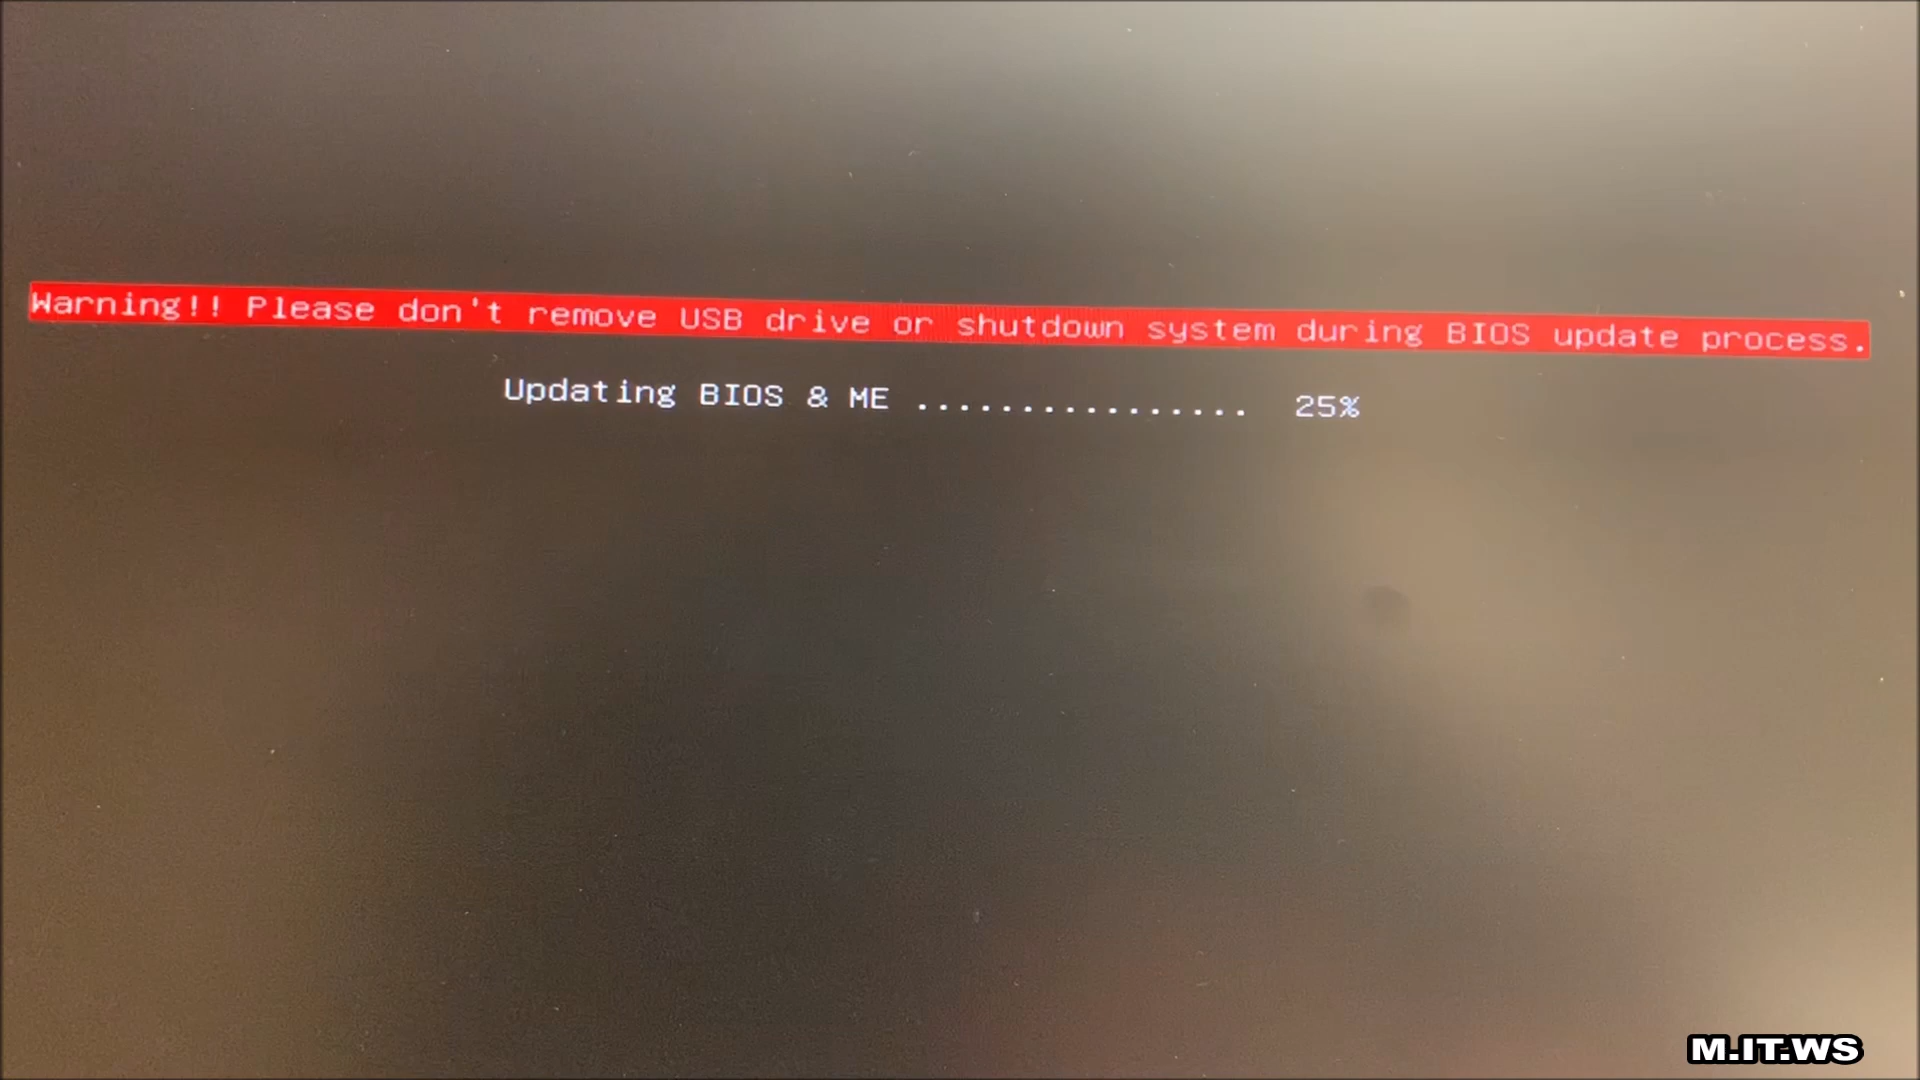 Warning!! Please don't remove USB drive or shutdown system during BIOS update process.
Updating BIOS & ME ................ 25%
M.IT.WS